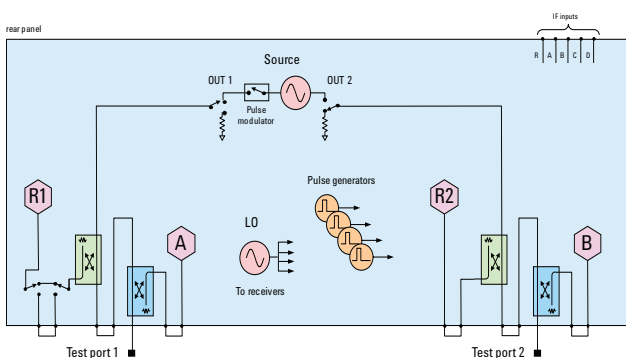 IF inputs
rear panel
R A B C D
Source
OUT 1
OUT 2
Pulse
modulator
Pulse generators
R1
R2
LO
A
B
To receivers
Test port 1
Test port 2